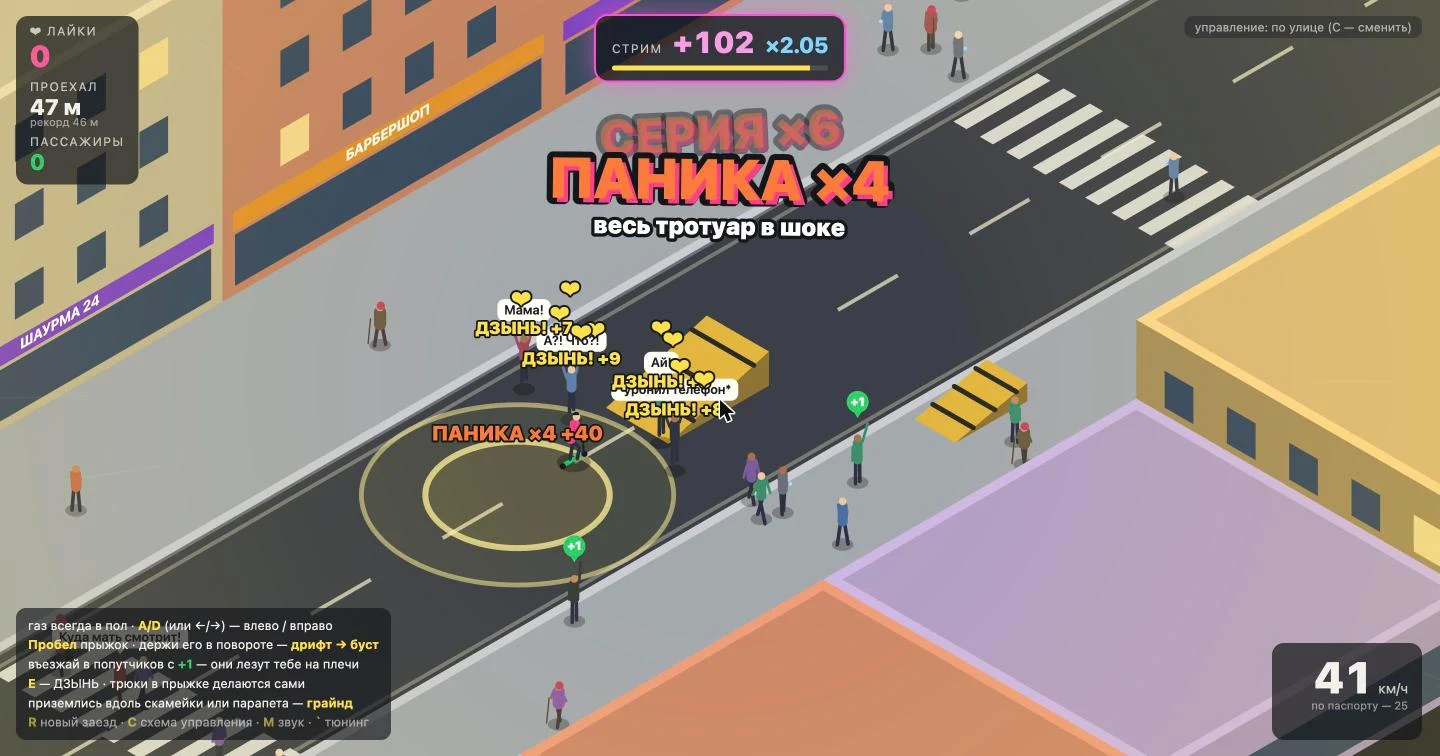 ❤ ЛАЙКИ
0
ПРОЕХАЛ
47 м
рекорд 46 м
ПАССАЖИРЫ
0
СТРИМ +102 ×2.05
управление: по улице (C — сменить)
СЕРИЯ ×6
ПАНИКА ×4
весь тротуар в шоке
БАРБЕРШОП
ШАУРМА 24
Мама!
ДЗЫНЬ! +7
А?! Что?!
ДЗЫНЬ! +9
Ай
ДЗЫНЬ!
уронил телефон*
ДЗЫНЬ! +8
ПАНИКА ×4 +40
+1
+1
газ всегда в пол · A/D (или ←/→) — влево / вправо
Куда мать смотрит!
Пробел прыжок · держи его в повороте — дрифт → буст
въезжай в попутчиков с +1 — они лезут тебе на плечи
E — ДЗЫНЬ · трюки в прыжке делаются сами
приземлись вдоль скамейки или парапета — грайнд
R новый заезд · C схема управления · M звук · ` тюнинг
41 км/ч
по паспорту — 25